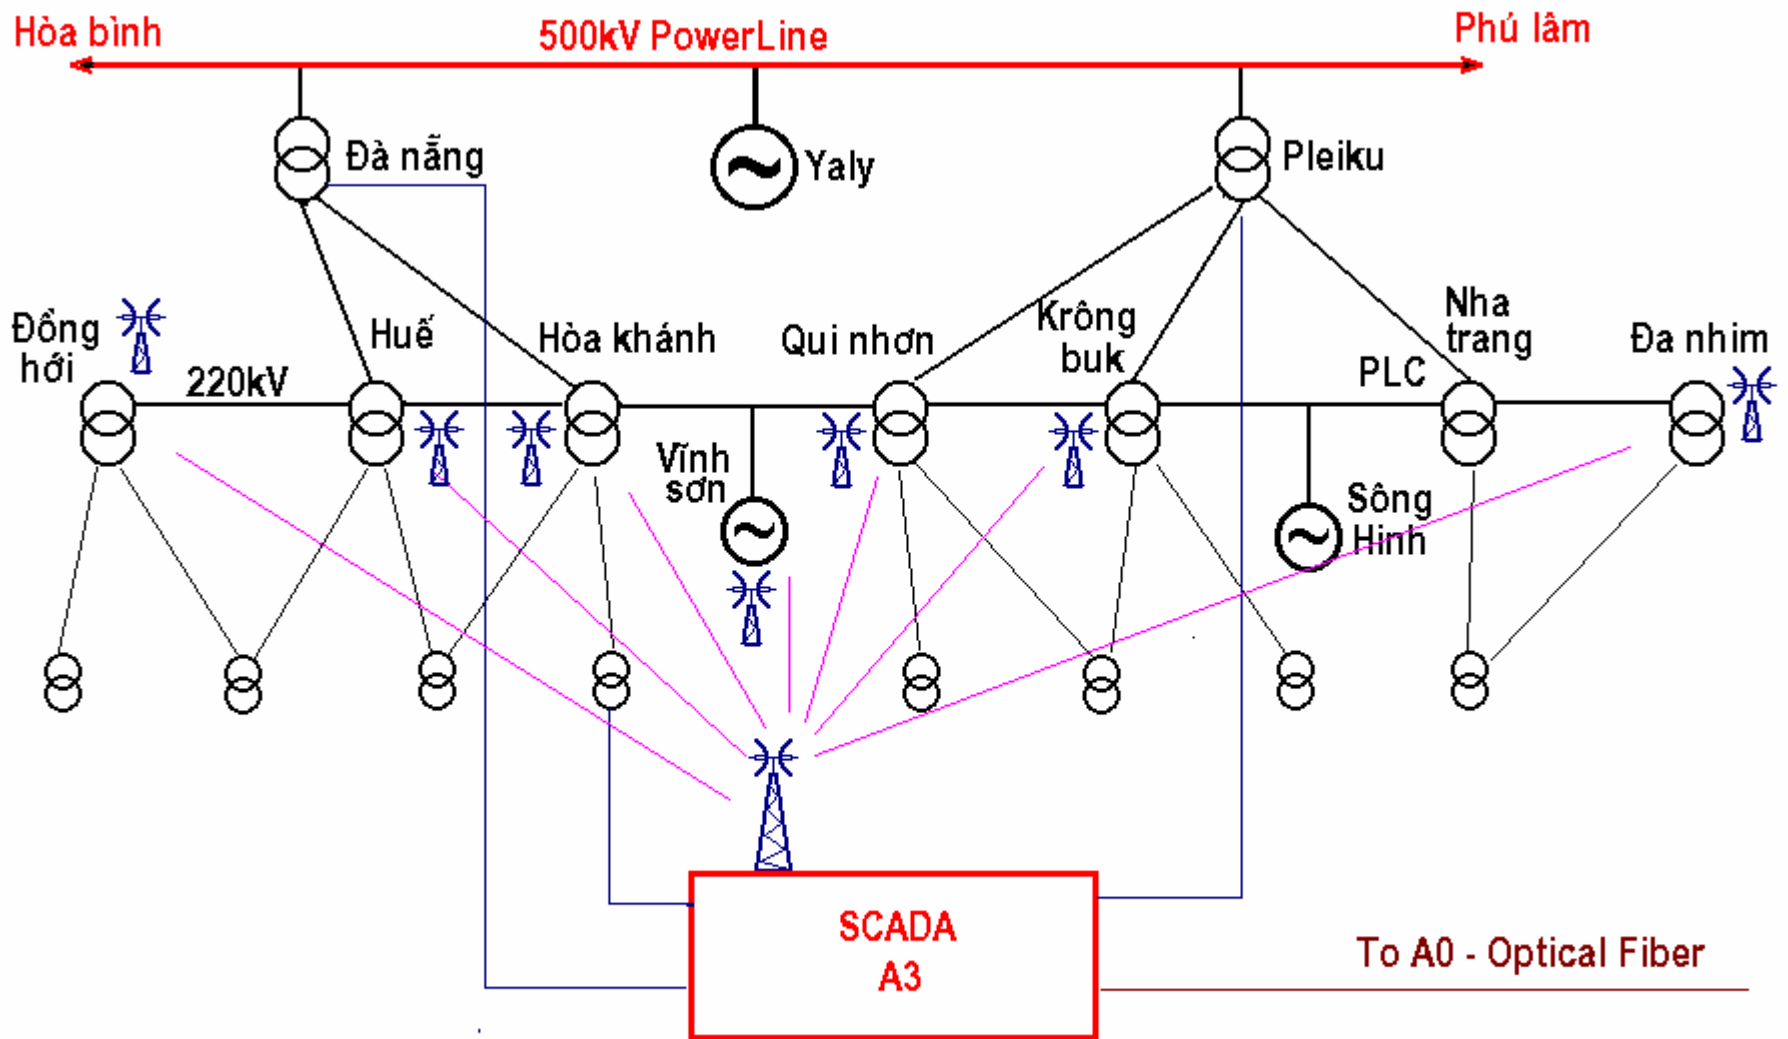 Hòa bình
500kV PowerLine
Phú lâm
Đà nẵng
Yaly
Pleiku
Đồng
hới
220kV
Huế
Hòa khánh
Qui nhơn
Krông
buk
PLC
Nha
trang
Đa nhim
Vĩnh
sơn
Sông
Hinh
SCADA
A3
To A0 - Optical Fiber